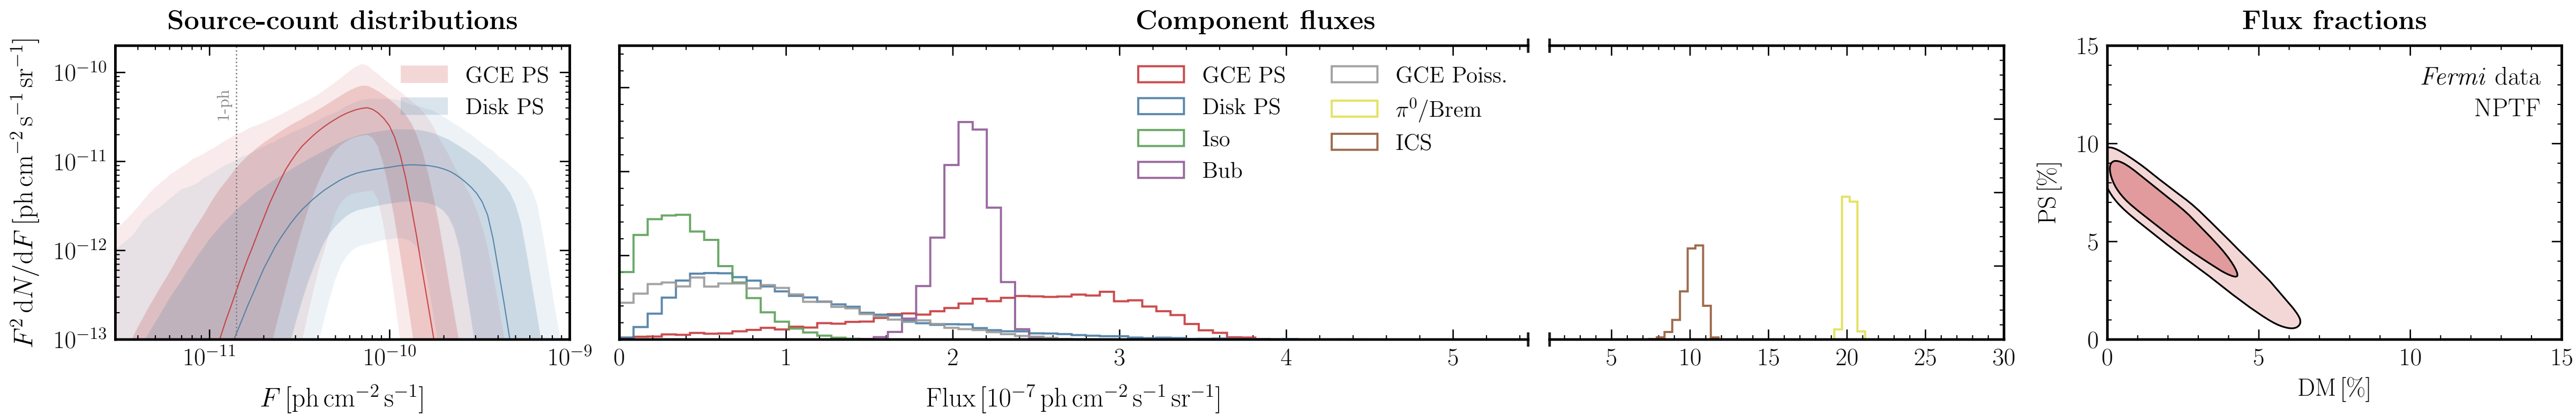 Source-count distributions
F² dN/dF [ph cm⁻² s⁻¹ sr⁻¹]
10⁻¹⁰
10⁻¹¹
10⁻¹²
10⁻¹³
1-ph
GCE PS
Disk PS
10⁻¹¹ 10⁻¹⁰ 10⁻⁹
F [ph cm⁻² s⁻¹]
Component fluxes
GCE PS
Disk PS
Iso
Bub
GCE Poiss.
π⁰/Brem
ICS
0 1 2 3 4 5
5 10 15 20 25 30
Flux [10⁻⁷ ph cm⁻² s⁻¹ sr⁻¹]
Flux fractions
PS [%]
15
10
5
0
Fermi data
NPTF
0 5 10 15
DM [%]